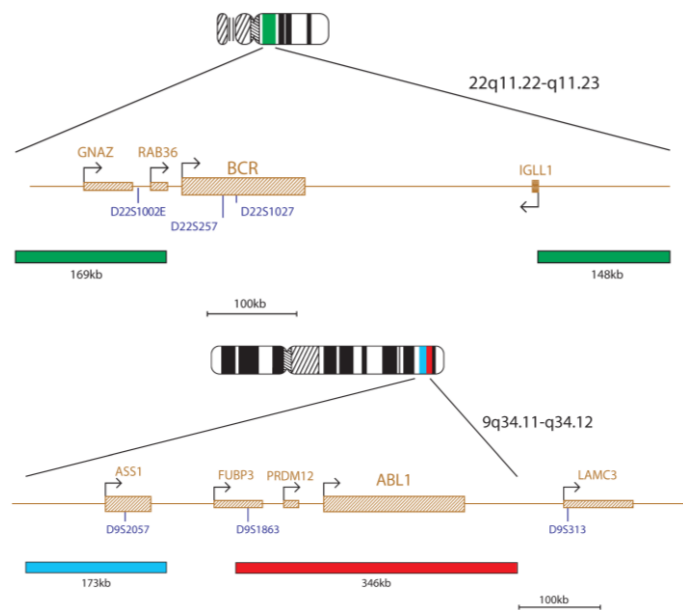 22q11.22-q11.23
GNAZ RAB36 BCR IGLL1
D22S1002E D22S257 D22S1027
169kb 148kb
100kb
9q34.11-q34.12
ASS1 FUBP3 PRDM12 ABL1 LAMC3
D9S2057 D9S1863 D9S313
173kb 346kb
100kb